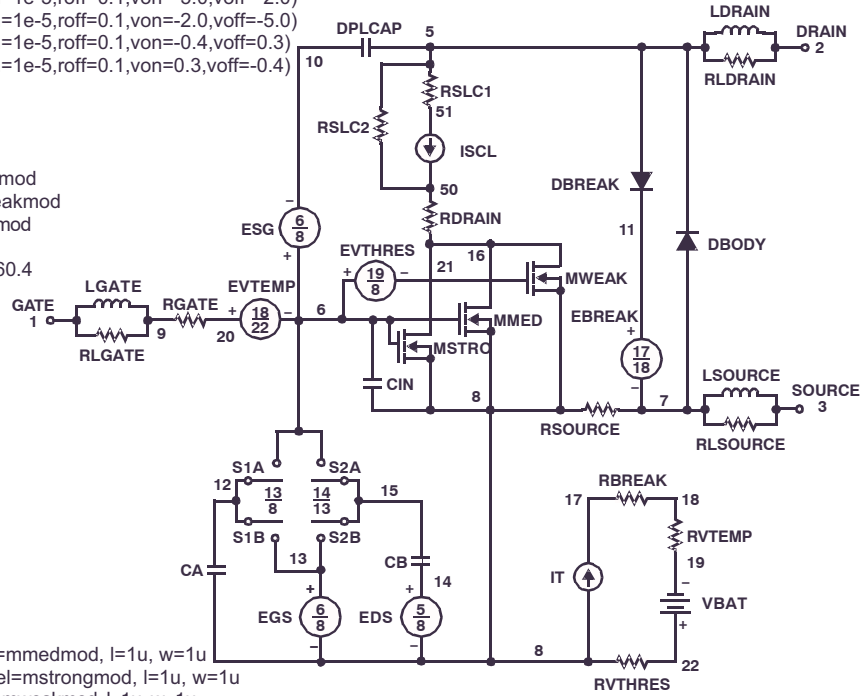 =1e-5,roff=0.1,von=-2.0,voff=-5.0)
=1e-5,roff=0.1,von=-0.4,voff=0.3)
=1e-5,roff=0.1,von=0.3,voff=-0.4)
LDRAIN
DPLCAP
5
DRAIN
2
10
RLDRAIN
RSLC1
51
RSLC2
ISCL
50
DBREAK
RDRAIN
ESG
6
8
11
DBODY
EVTHRES
16
21
19
8
MWEAK
LGATE
EVTEMP
GATE
1
RGATE
18
22
6
EBREAK
MMED
9
20
MSTRO
17
18
RLGATE
CIN
8
LSOURCE
7
SOURCE
3
RSOURCE
RLSOURCE
S1A
S2A
12
13
8
14
13
15
RBREAK
17
18
S1B
S2B
13
RVTEMP
CA
CB
19
14
IT
VBAT
EGS
6
8
EDS
5
8
8
22
RVTHRES
=mmedmod, l=1u, w=1u
el=mstrongmod, l=1u, w=1u